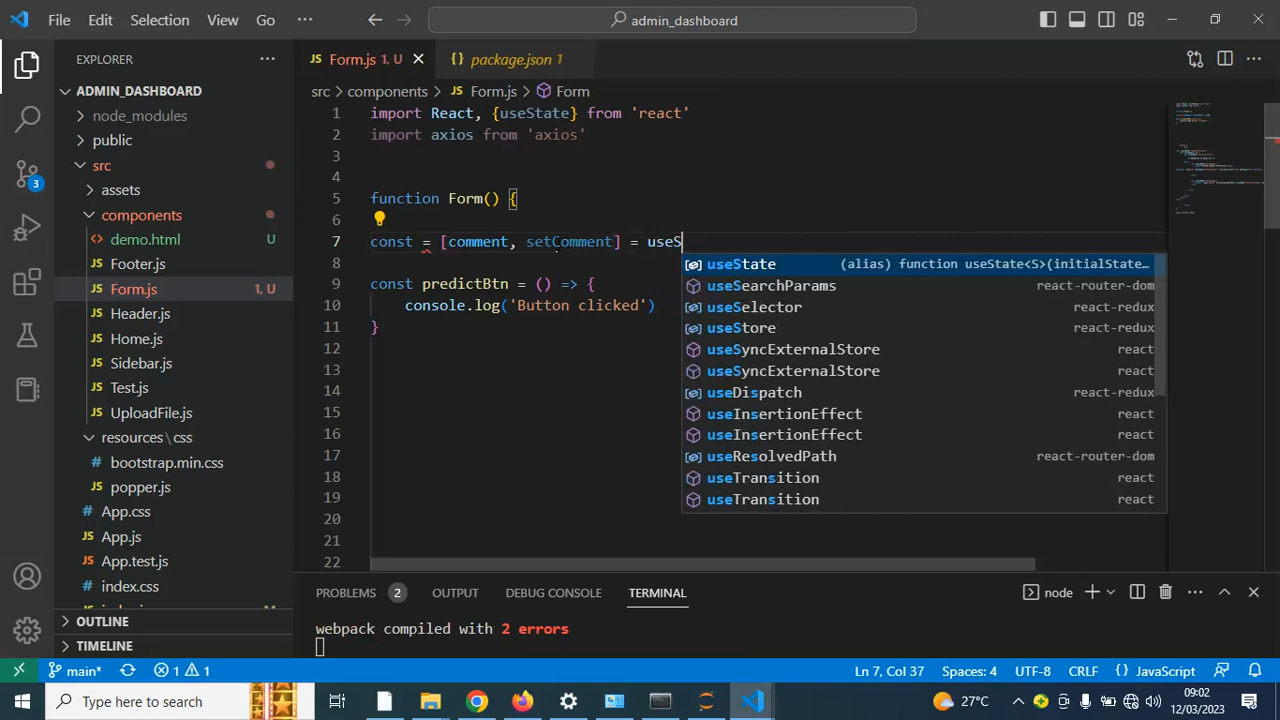 File Edit Selection View Go
admin_dashboard
EXPLORER
ADMIN_DASHBOARD
node_modules
public
src
assets
components
demo.html
Footer.js
Form.js 1, U
Header.js
Home.js
Sidebar.js
Test.js
UploadFile.js
resources\css
bootstrap.min.css
popper.js
App.css
App.js
App.test.js
index.css
OUTLINE
TIMELINE
3
JS Form.js 1, U
{} package.json 1
src > components > JS Form.js > Form
1 import React, {useState} from 'react'
2 import axios from 'axios'
3
4
5 function Form() {
6
7 const = [comment, setComment] = useS
8
9 const predictBtn = () => {
10 console.log('Button clicked')
11 }
12
13
14
15
16
17
18
19
20
21
22
useState (alias) function useState<S>(initialState…
useSearchParams react-router-dom
useSelector react-redux
useStore react-redux
useSyncExternalStore react
useSyncExternalStore react
useDispatch react-redux
useInsertionEffect react
useInsertionEffect react
useResolvedPath react-router-dom
useTransition react
useTransition react
PROBLEMS 2 OUTPUT DEBUG CONSOLE TERMINAL
node
webpack compiled with 2 errors
main* 1 1
Ln 7, Col 37 Spaces: 4 UTF-8 CRLF {} JavaScript
Type here to search
27°C
09:02
12/03/2023